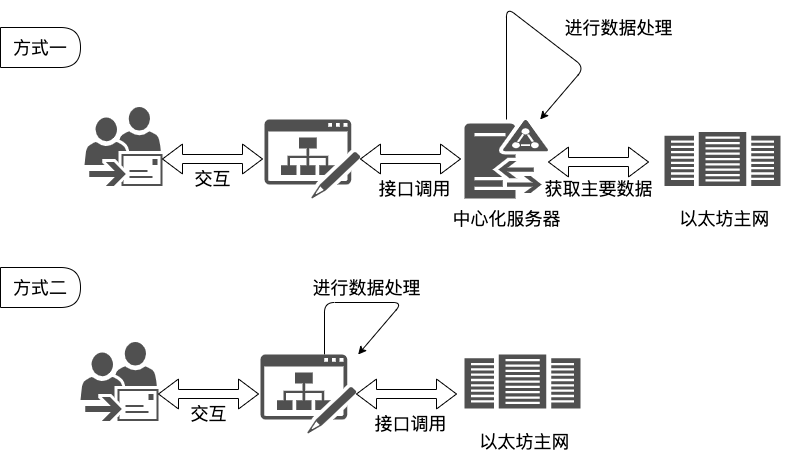 方式一
进行数据处理
交互
接口调用
获取主要数据
中心化服务器
以太坊主网
方式二
进行数据处理
交互
接口调用
以太坊主网